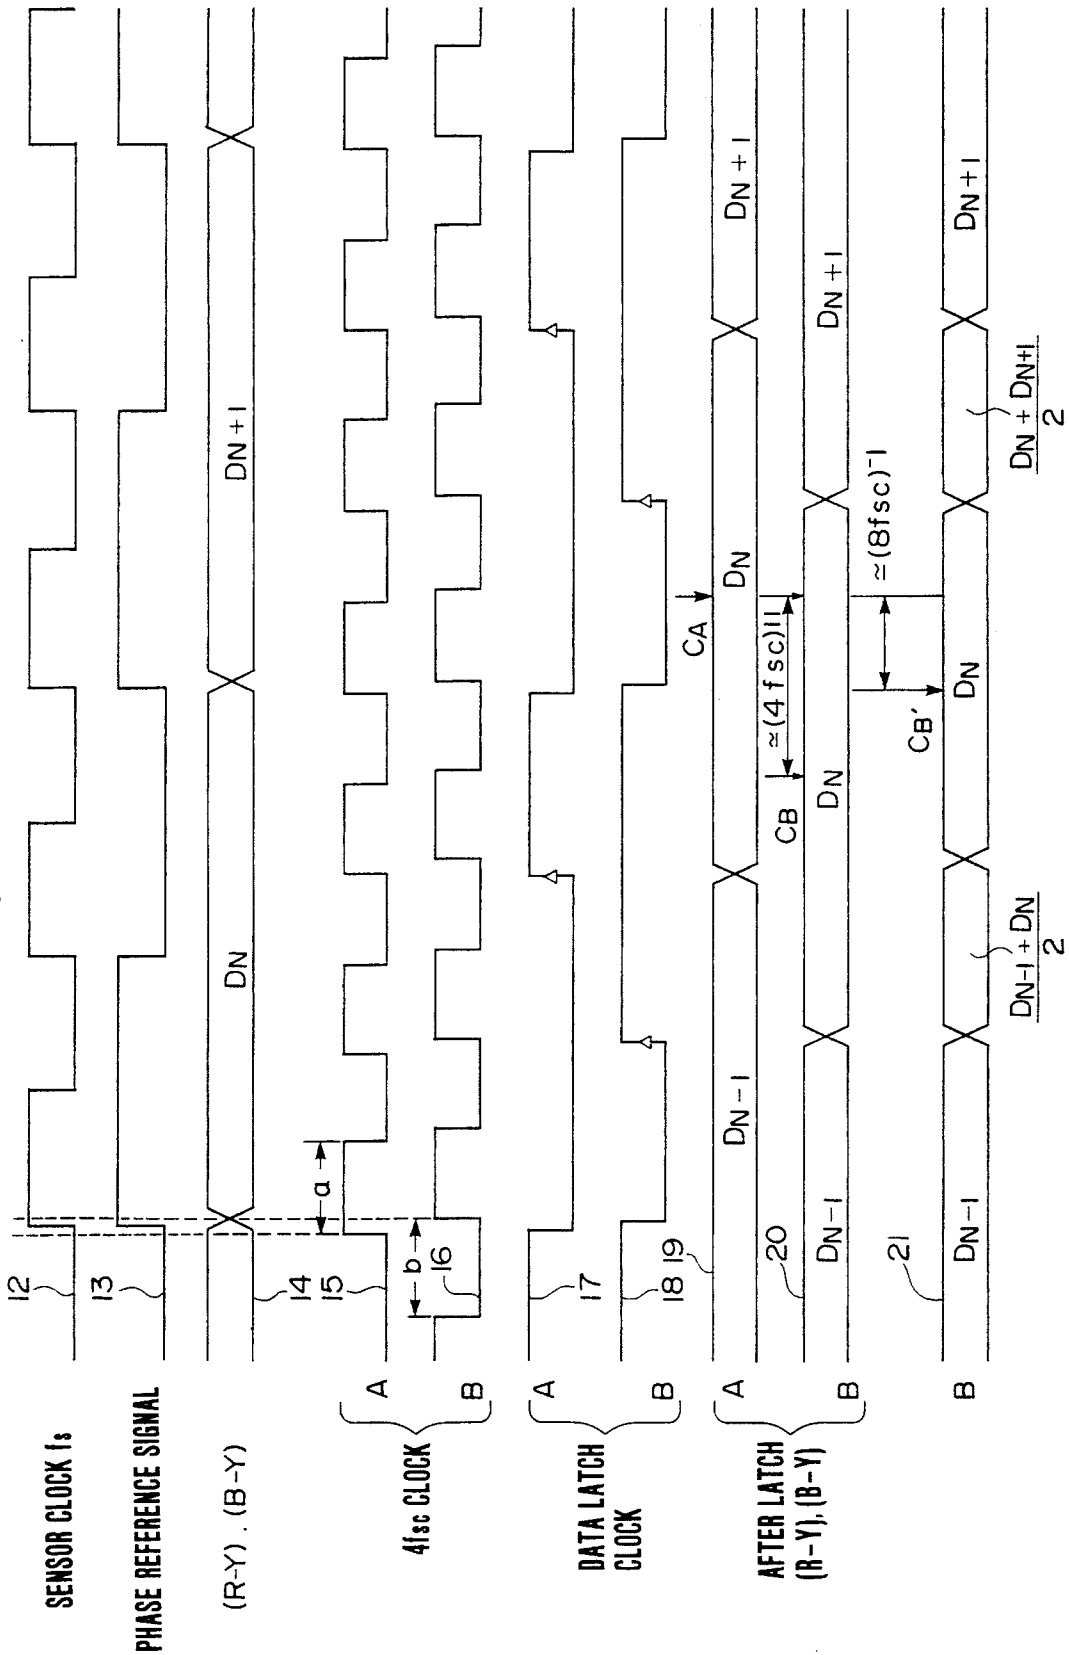 SENSOR CLOCK fs
12
PHASE REFERENCE SIGNAL
13
(R-Y) . (B-Y)
14
DN
DN+1
4fsc CLOCK
A
15
a
B
b
16
DATA LATCH
CLOCK
A
17
B
18
CA
AFTER LATCH
(R-Y), (B-Y)
A
19
DN-1
DN
DN+1
CB
≃(4fsc)-1
B
20
DN-1
DN
DN+1
CB'
≃(8fsc)-1
B
21
DN-1
DN
DN+1
DN-1 + DN
2
DN + DN+1
2